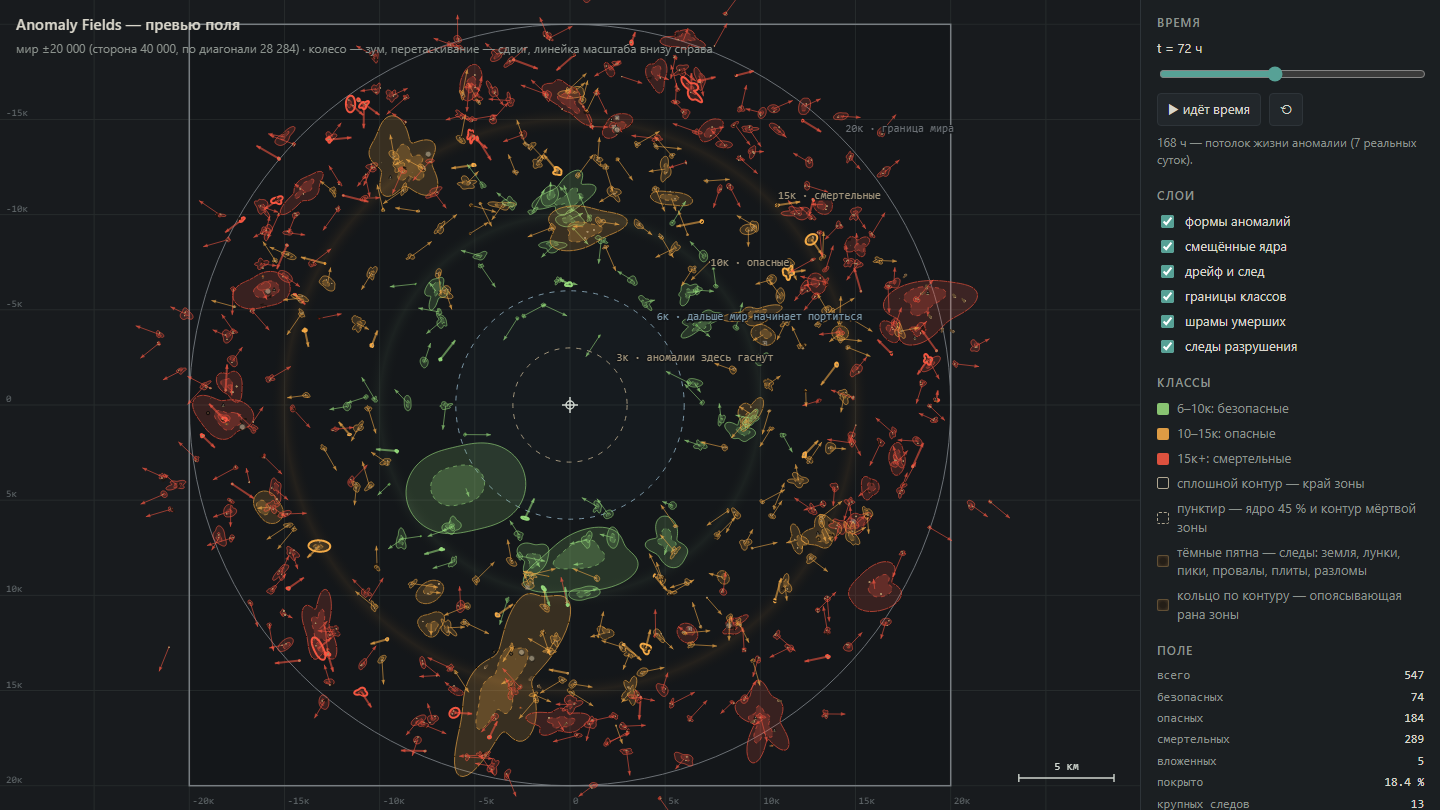 Anomaly Fields — превью поля
мир ±20 000 (сторона 40 000, по диагонали 28 284) · колесо — зум, перетаскивание — сдвиг, линейка масштаба внизу справа.
-15к
-10к
-5к
0
5к
10к
15к
20к
-20к
-15к
-10к
-5к
0
5к
10к
15к
20к
20к · граница мира
15к · смертельные
10к · опасные
6к · дальше мир начинает портиться
3к · аномалии здесь гаснут
5 км
ВРЕМЯ
t = 72 ч
▶ идёт время
⟲
168 ч — потолок жизни аномалии (7 реальных
суток).
СЛОИ
формы аномалий
смещённые ядра
дрейф и след
границы классов
шрамы умерших
следы разрушения
КЛАССЫ
6–10к: безопасные
10–15к: опасные
15к+: смертельные
сплошной контур — край зоны
пунктир — ядро 45 % и контур мёртвой
зоны
тёмные пятна — следы: земля, лунки,
пики, провалы, плиты, разломы
кольцо по контуру — опоясывающая
рана зоны
ПОЛЕ
всего 547
безопасных 74
опасных 184
смертельных 289
вложенных 5
покрыто 18.4 %
крупных следов 13